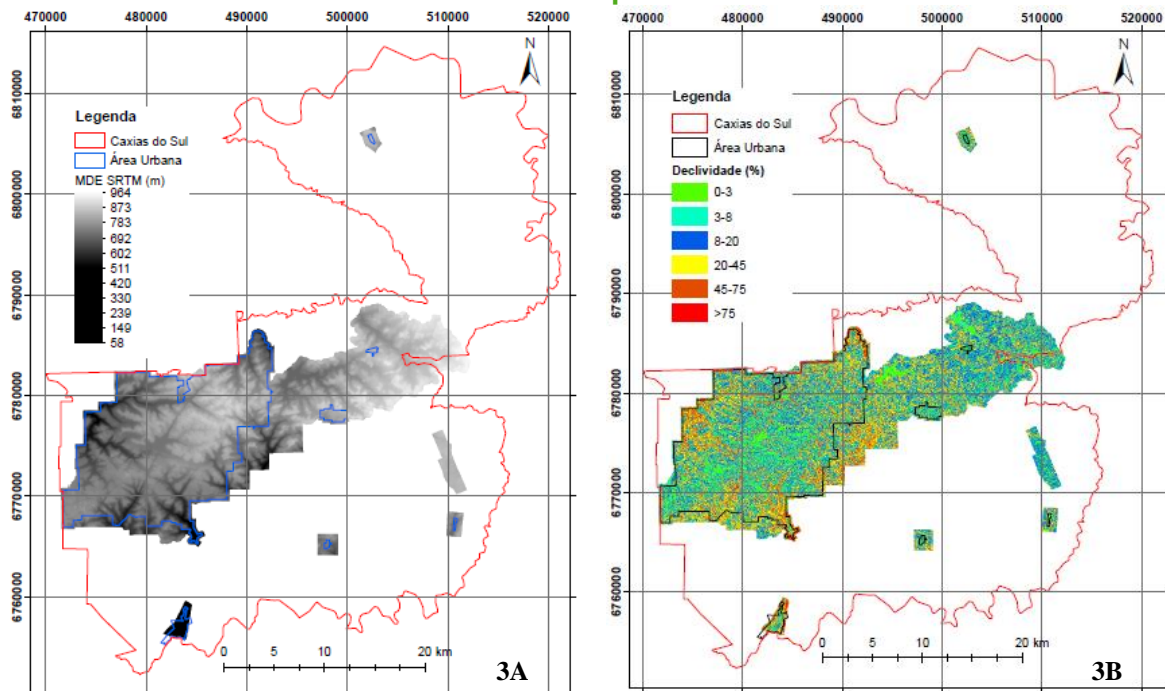 470000 480000 490000 500000 510000 520000
6810000
6800000
6790000
6780000
6770000
6760000
N
Legenda
Caxias do Sul
Área Urbana
MDE SRTM (m)
964
873
783
692
602
511
420
330
239
149
58
0 5 10 20 km
3A
470000 480000 490000 500000 510000 520000
6810000
6800000
6790000
6780000
6770000
6760000
N
Legenda
Caxias do Sul
Área Urbana
Declividade (%)
0-3
3-8
8-20
20-45
45-75
>75
0 5 10 20 km
3B